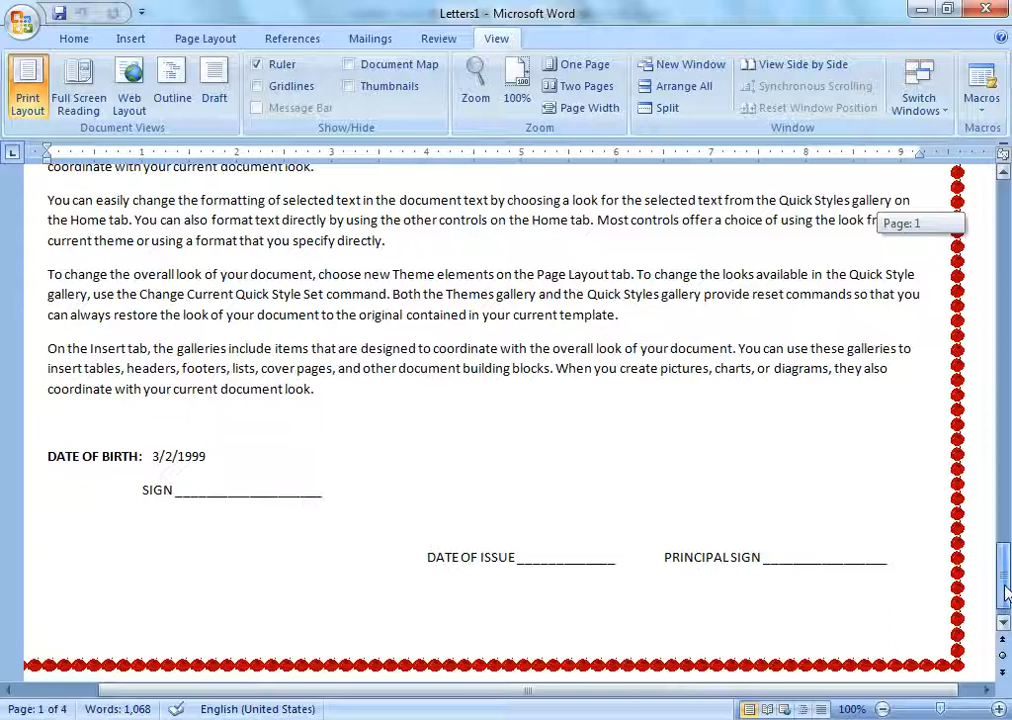 Letters1 - Microsoft Word
Home Insert Page Layout References Mailings Review View
Print Layout
Full Screen Reading
Web Layout
Outline
Draft
Document Views
Ruler
Gridlines
Message Bar
Document Map
Thumbnails
Show/Hide
Zoom
100%
One Page
Two Pages
Page Width
Zoom
New Window
Arrange All
Split
View Side by Side
Synchronous Scrolling
Reset Window Position
Switch Windows
Window
Macros
Macros
1 2 3 4 5 6 7 8 9
coordinate with your current document look.
You can easily change the formatting of selected text in the document text by choosing a look for the selected text from the Quick Styles gallery on
the Home tab. You can also format text directly by using the other controls on the Home tab. Most controls offer a choice of using the look
Page: 1
current theme or using a format that you specify directly.
To change the overall look of your document, choose new Theme elements on the Page Layout tab. To change the looks available in the Quick Style
gallery, use the Change Current Quick Style Set command. Both the Themes gallery and the Quick Styles gallery provide reset commands so that you
can always restore the look of your document to the original contained in your current template.
On the Insert tab, the galleries include items that are designed to coordinate with the overall look of your document. You can use these galleries to
insert tables, headers, footers, lists, cover pages, and other document building blocks. When you create pictures, charts, or diagrams, they also
coordinate with your current document look.
DATE OF BIRTH: 3/2/1999
SIGN ____________________
DATE OF ISSUE ______________ PRINCIPAL SIGN _________________
Page: 1 of 4 Words: 1,068 English (United States) 100%